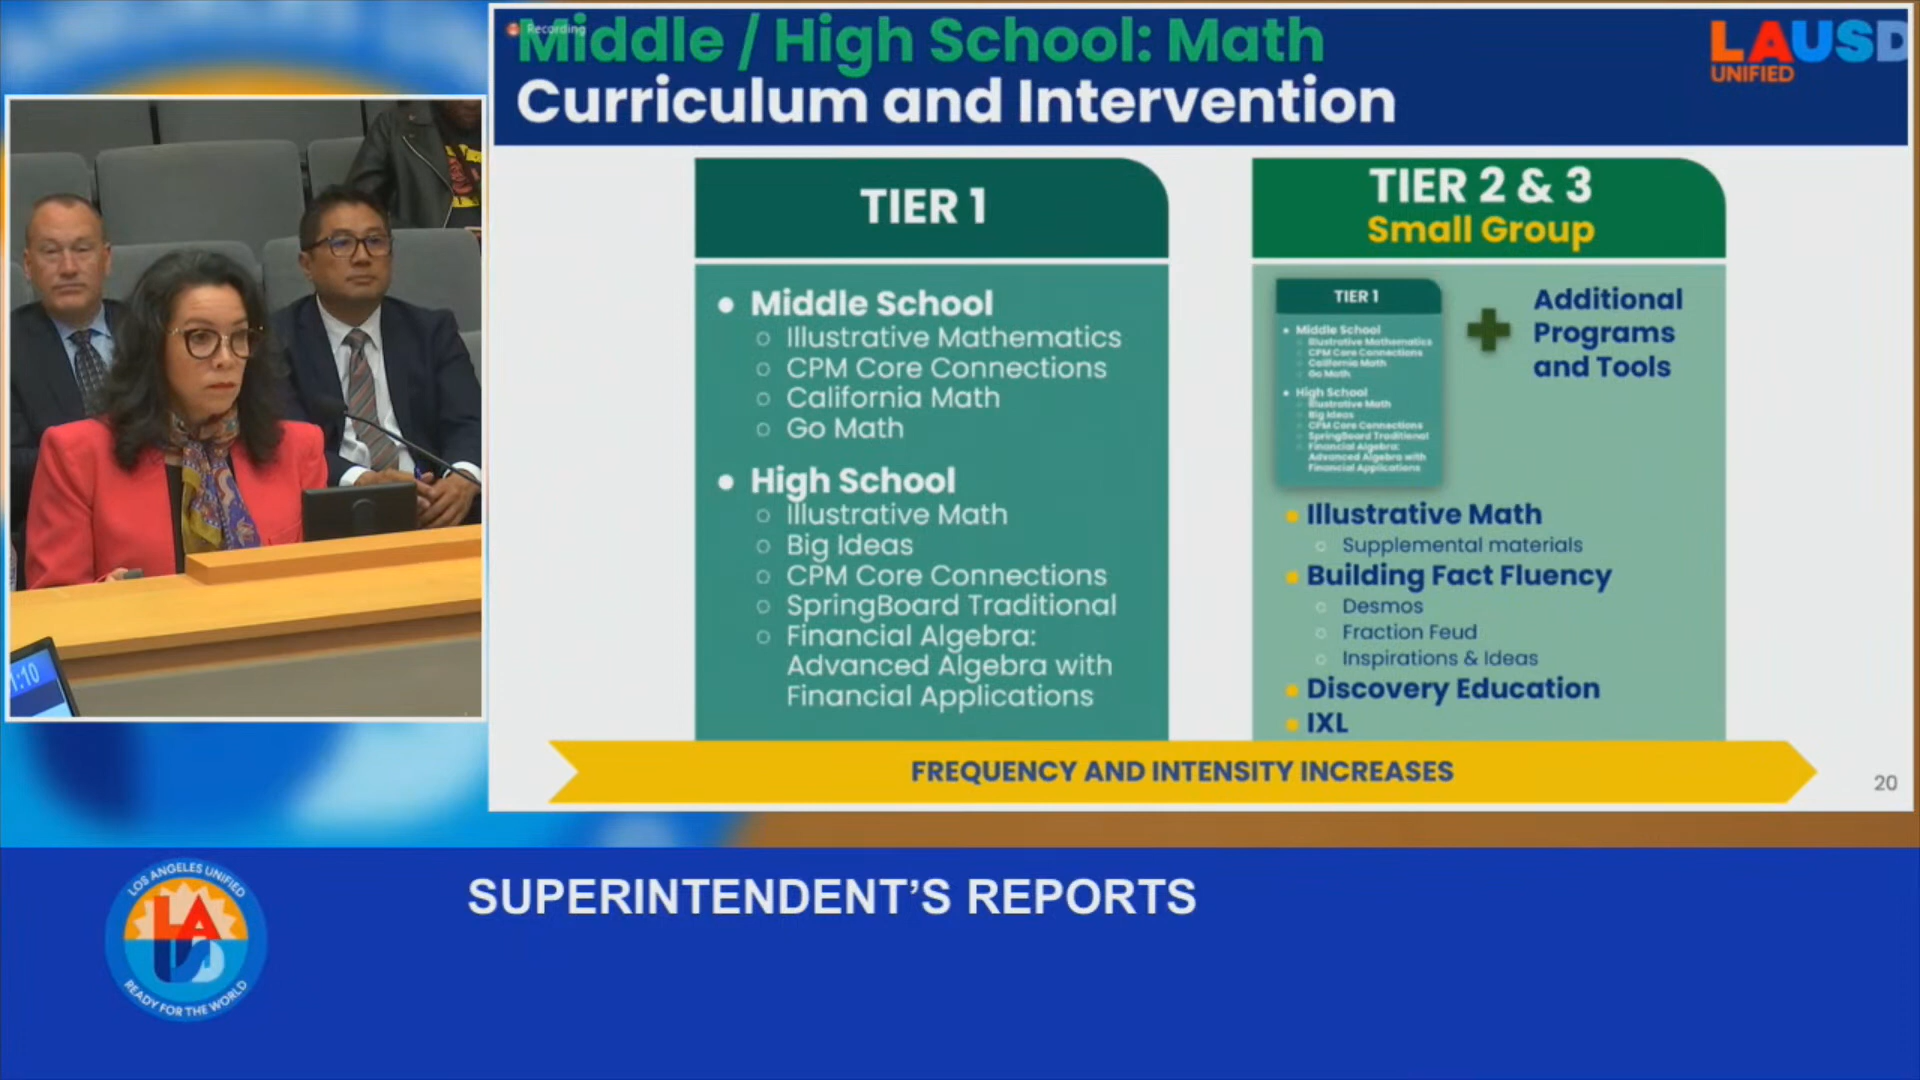 Recording
Middle / High School: Math
Curriculum and Intervention
LAUSD
UNIFIED
TIER 1
• Middle School
○ Illustrative Mathematics
○ CPM Core Connections
○ California Math
○ Go Math
• High School
○ Illustrative Math
○ Big Ideas
○ CPM Core Connections
○ SpringBoard Traditional
○ Financial Algebra:
Advanced Algebra with
Financial Applications
TIER 2 & 3
Small Group
TIER 1
• Middle School
○ Illustrative Mathematics
○ CPM Core Connections
○ California Math
○ Go Math
• High School
○ Illustrative Math
○ Big Ideas
○ CPM Core Connections
○ SpringBoard Traditional
○ Financial Algebra:
Advanced Algebra with
Financial Applications
Additional
Programs
and Tools
Illustrative Math
○ Supplemental materials
Building Fact Fluency
○ Desmos
○ Fraction Feud
○ Inspirations & Ideas
Discovery Education
IXL
FREQUENCY AND INTENSITY INCREASES
20
:10
LOS ANGELES UNIFIED
LA
US
READY FOR THE WORLD
SUPERINTENDENT'S REPORTS